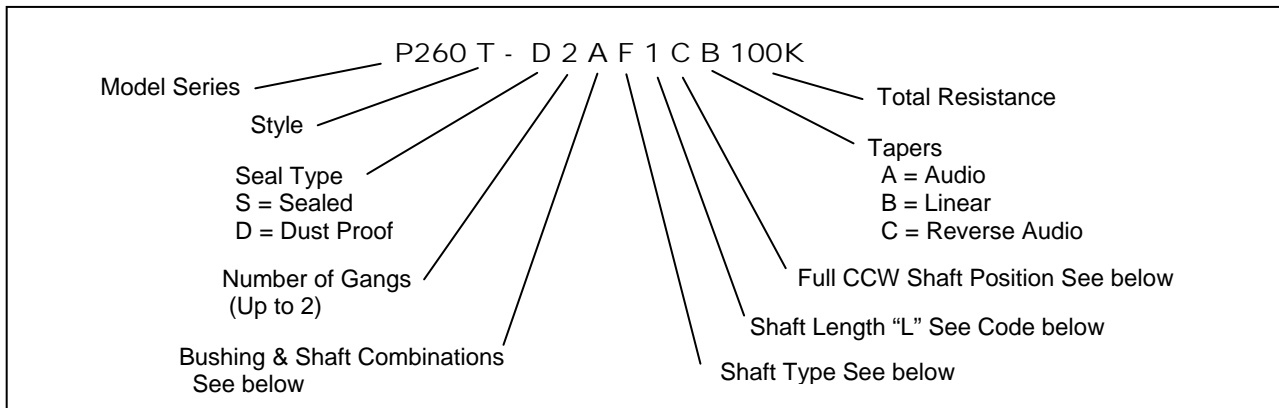 P260 T - D 2 A F 1 C B 100K
Model Series
Total Resistance
Style
Tapers
A = Audio
B = Linear
C = Reverse Audio
Seal Type
S = Sealed
D = Dust Proof
Number of Gangs
(Up to 2)
Full CCW Shaft Position See below
Shaft Length “L” See Code below
Bushing & Shaft Combinations
See below
Shaft Type See below